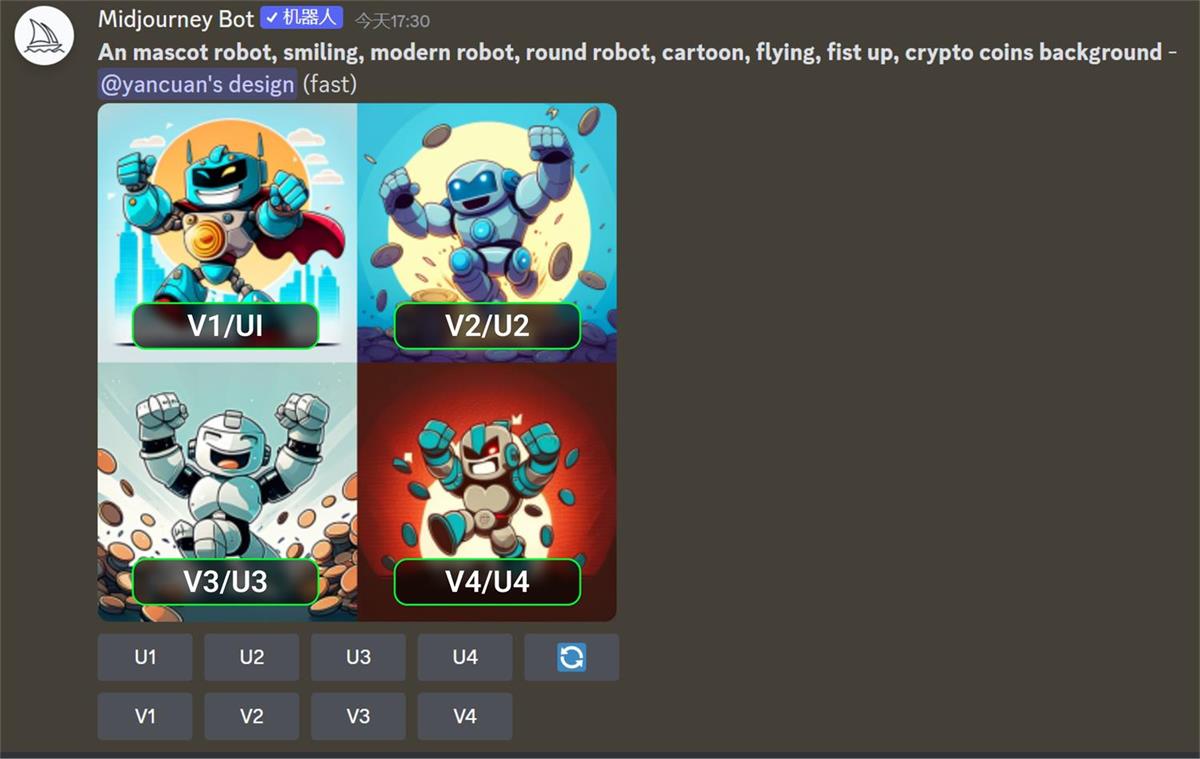 Midjourney Bot ✓机器人 今天17:30
An mascot robot, smiling, modern robot, round robot, cartoon, flying, fist up, crypto coins background -
@yancuan's design (fast)
V1/UI V2/U2
V3/U3 V4/U4
U1 U2 U3 U4
V1 V2 V3 V4